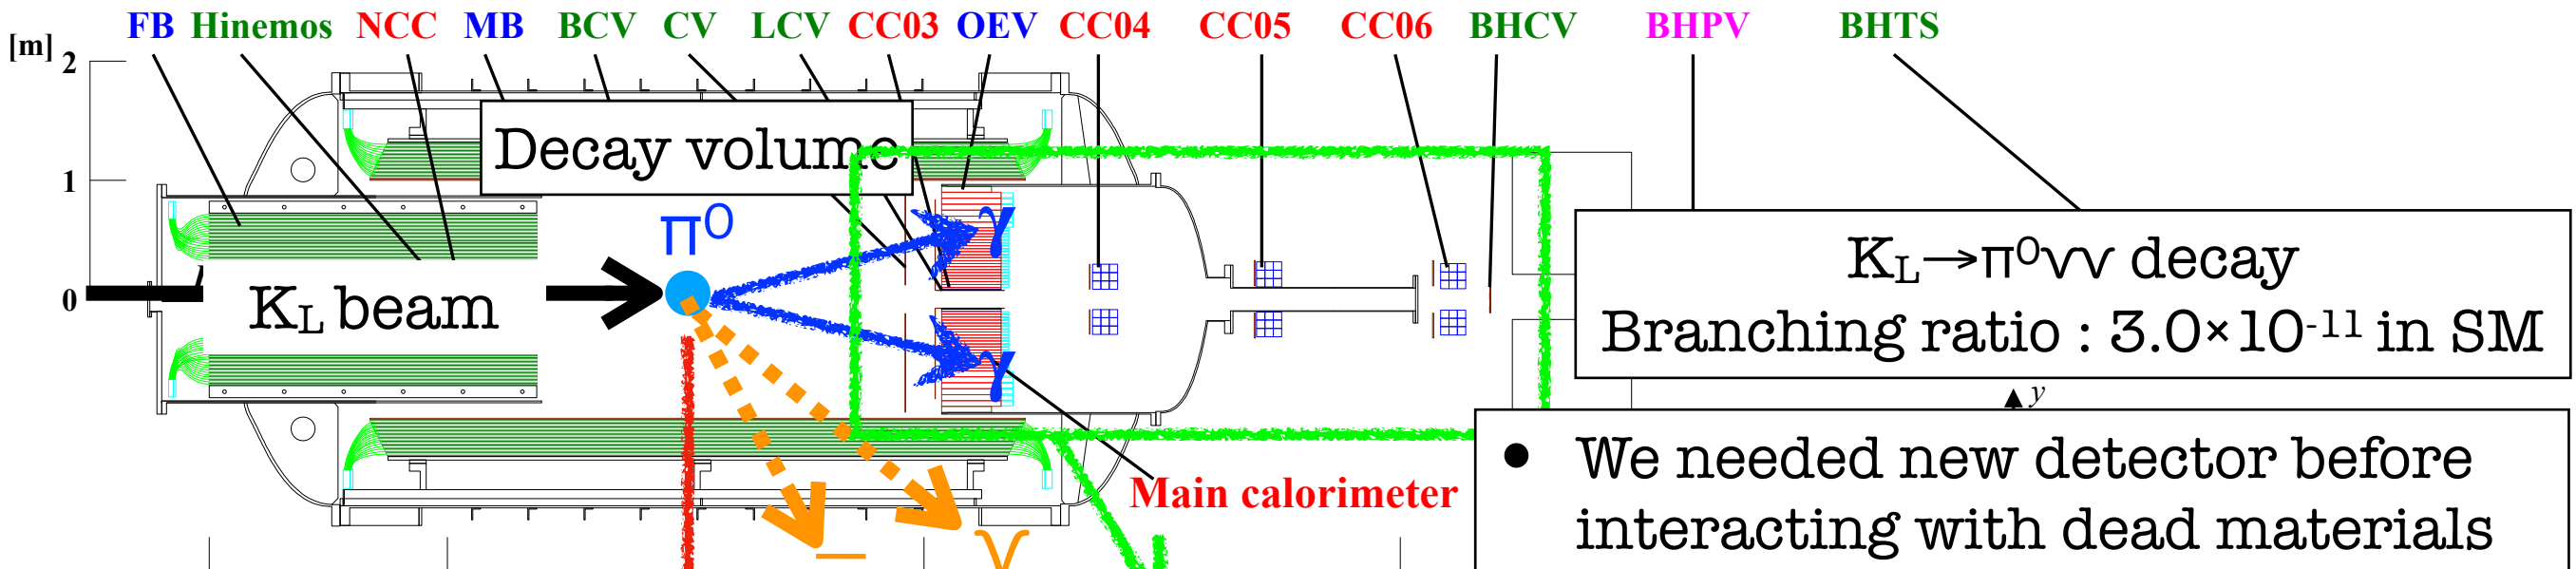 FB Hinemos NCC MB BCV CV LCV CC03 OEV CC04 CC05 CC06 BHCV BHPV BHTS
[m]
2
1
0
Decay volume
π⁰
γ
γ
K_L beam
K_L→π⁰νν decay
Branching ratio : 3.0×10⁻¹¹ in SM
y
Main calorimeter
ν
• We needed new detector before
interacting with dead materials